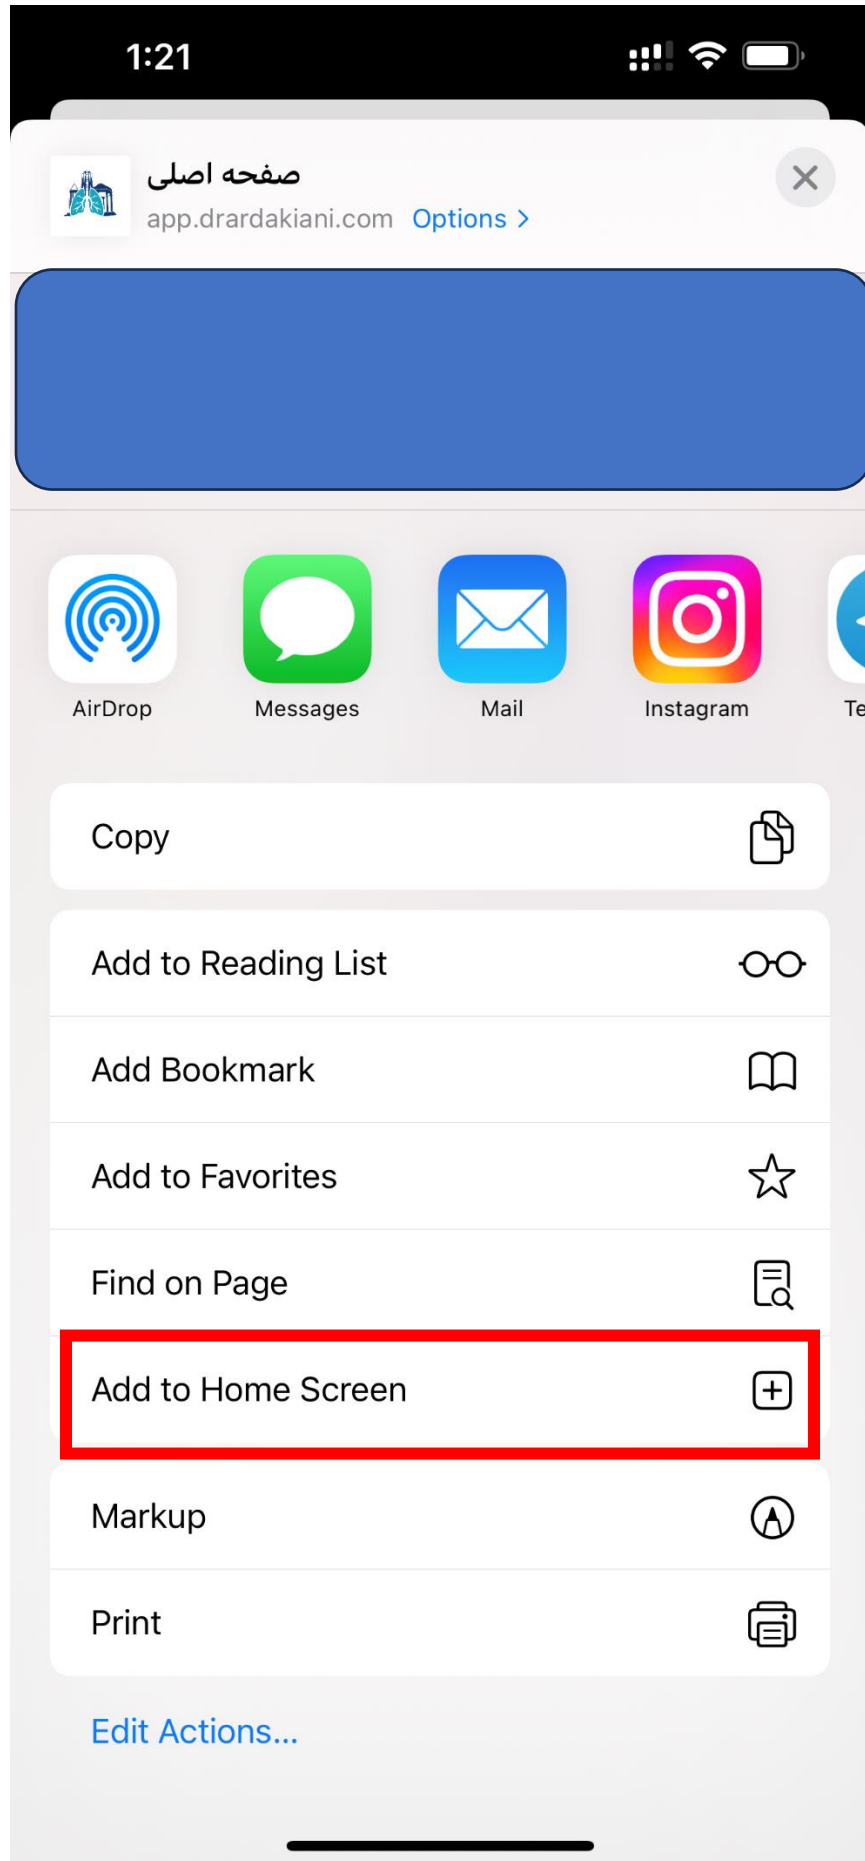 1:21
صفحه اصلی
app.drardakiani.com Options >
AirDrop
Messages
Mail
Instagram
Te
Copy
Add to Reading List
Add Bookmark
Add to Favorites
Find on Page
Add to Home Screen
Markup
Print
Edit Actions...